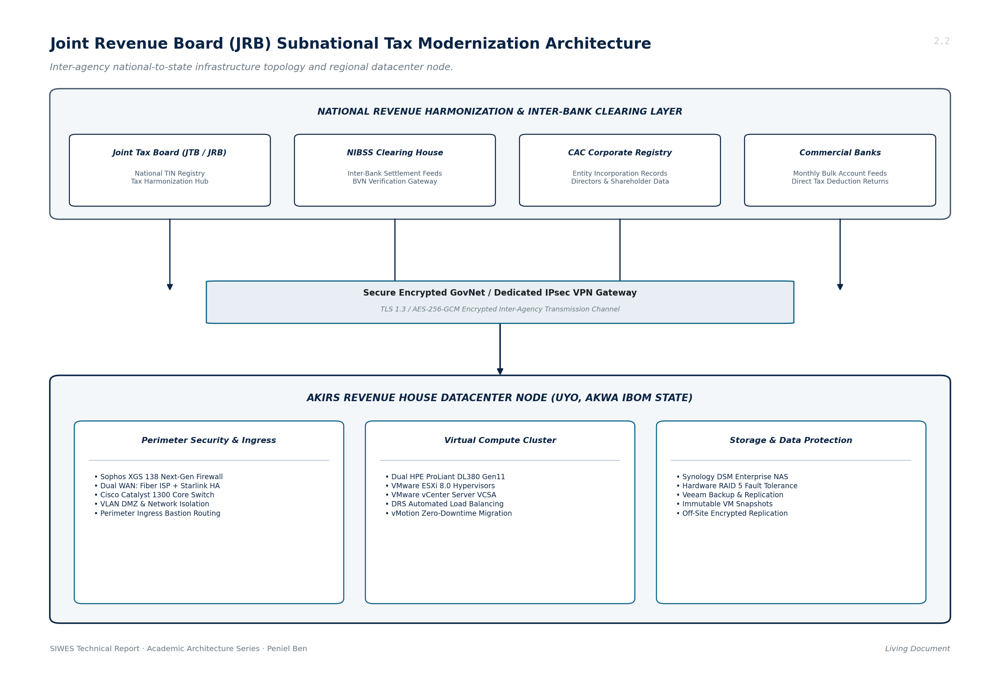 Joint Revenue Board (JRB) Subnational Tax Modernization Architecture
2.2
Inter-agency national-to-state infrastructure topology and regional datacenter node.
NATIONAL REVENUE HARMONIZATION & INTER-BANK CLEARING LAYER
Joint Tax Board (JTB / JRB)
National TIN Registry
Tax Harmonization Hub
NIBSS Clearing House
Inter-Bank Settlement Feeds
BVN Verification Gateway
CAC Corporate Registry
Entity Incorporation Records
Directors & Shareholder Data
Commercial Banks
Monthly Bulk Account Feeds
Direct Tax Deduction Returns
Secure Encrypted GovNet / Dedicated IPsec VPN Gateway
TLS 1.3 / AES-256-GCM Encrypted Inter-Agency Transmission Channel
AKIRS REVENUE HOUSE DATACENTER NODE (UYO, AKWA IBOM STATE)
Perimeter Security & Ingress
• Sophos XGS 138 Next-Gen Firewall
• Dual WAN: Fiber ISP + Starlink HA
• Cisco Catalyst 1300 Core Switch
• VLAN DMZ & Network Isolation
• Perimeter Ingress Bastion Routing
Virtual Compute Cluster
• Dual HPE ProLiant DL380 Gen11
• VMware ESXi 8.0 Hypervisors
• VMware vCenter Server VCSA
• DRS Automated Load Balancing
• vMotion Zero-Downtime Migration
Storage & Data Protection
• Synology DSM Enterprise NAS
• Hardware RAID 5 Fault Tolerance
• Veeam Backup & Replication
• Immutable VM Snapshots
• Off-Site Encrypted Replication
SIWES Technical Report · Academic Architecture Series · Peniel Ben
Living Document